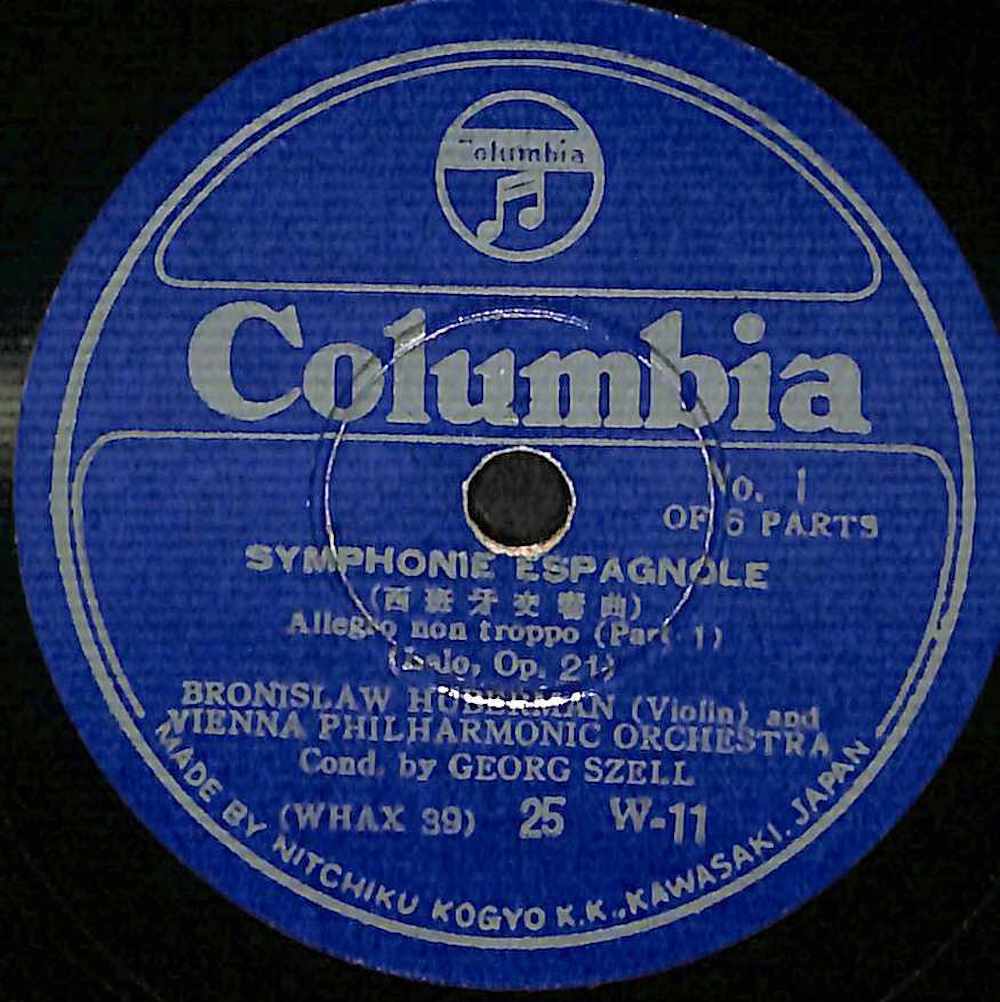 Columbia
Columbia
No. 1
OF 6 PARTS
SYMPHONIE ESPAGNOLE
(西班牙交響曲)
Allegro non troppo (Part 1)
(Lalo, Op. 21)
BRONISLAW HUBERMAN (Violin) and
VIENNA PHILHARMONIC ORCHESTRA
Cond. by GEORG SZELL
(WHAX 39) 25 W-11
MADE BY NITCHIKU KOGYO K.K., KAWASAKI, JAPAN